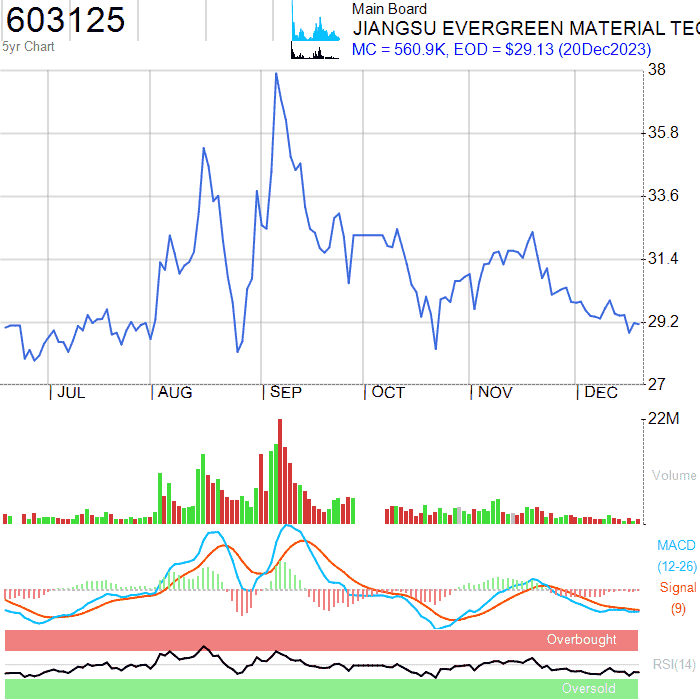 603125
5yr Chart
Main Board
JIANGSU EVERGREEN MATERIAL TEC
MC = 560.9K, EOD = $29.13 (20Dec2023)
38
35.8
33.6
31.4
29.2
27
JUL
AUG
SEP
OCT
NOV
DEC
22M
Volume
MACD
(12-26)
Signal
(9)
Overbought
RSI(14)
Oversold